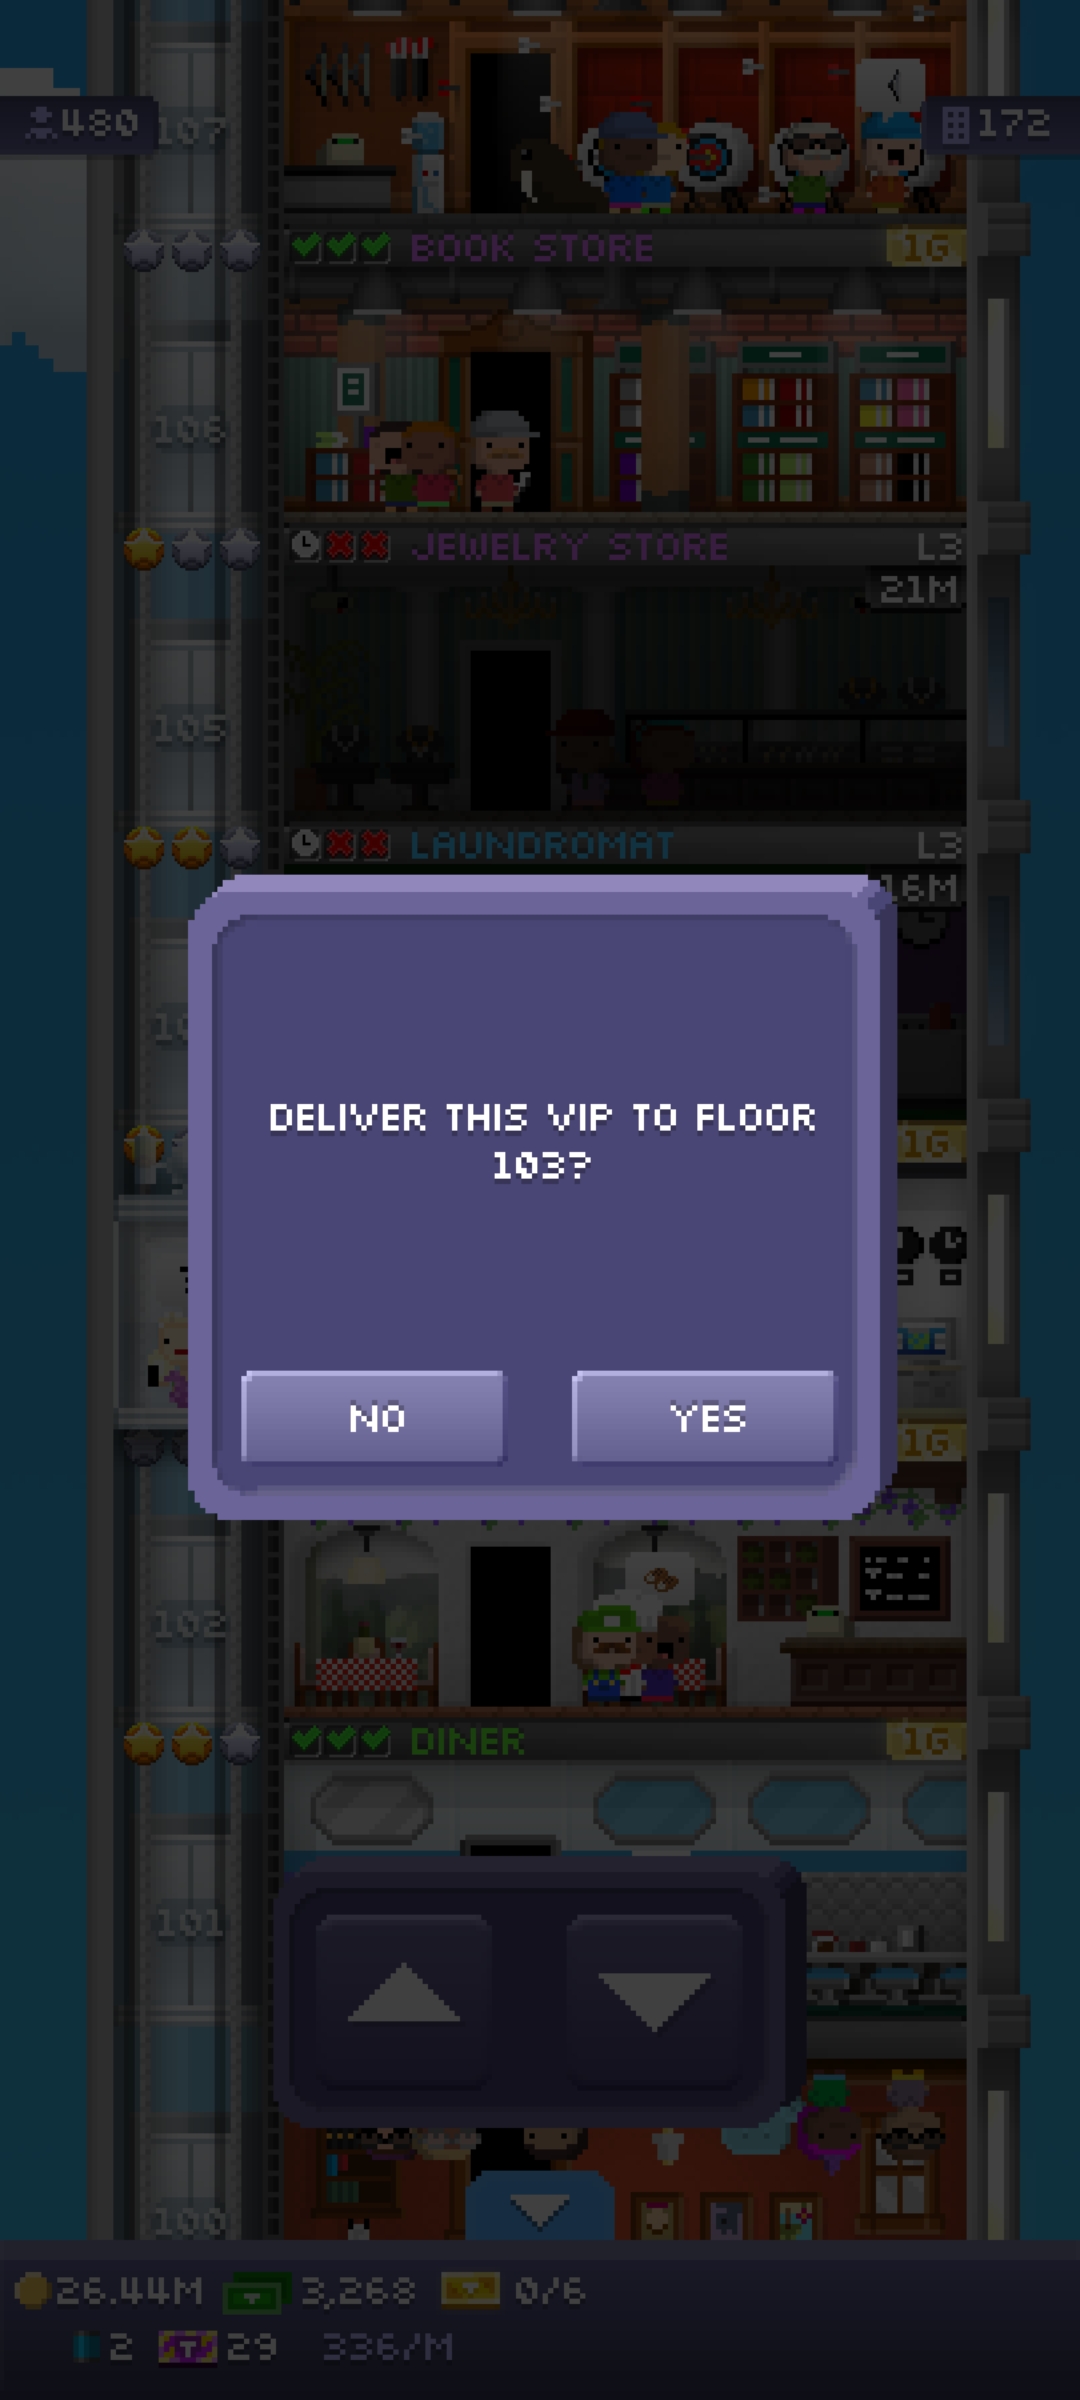 480
107
172
BOOK STORE
1G
106
JEWELRY STORE
L3
21M
105
LAUNDROMAT
L3
16M
1G
DELIVER THIS VIP TO FLOOR
103?
NO
YES
1G
102
DINER
1G
101
100
26.44M
3,268
0/6
2
29
336/M